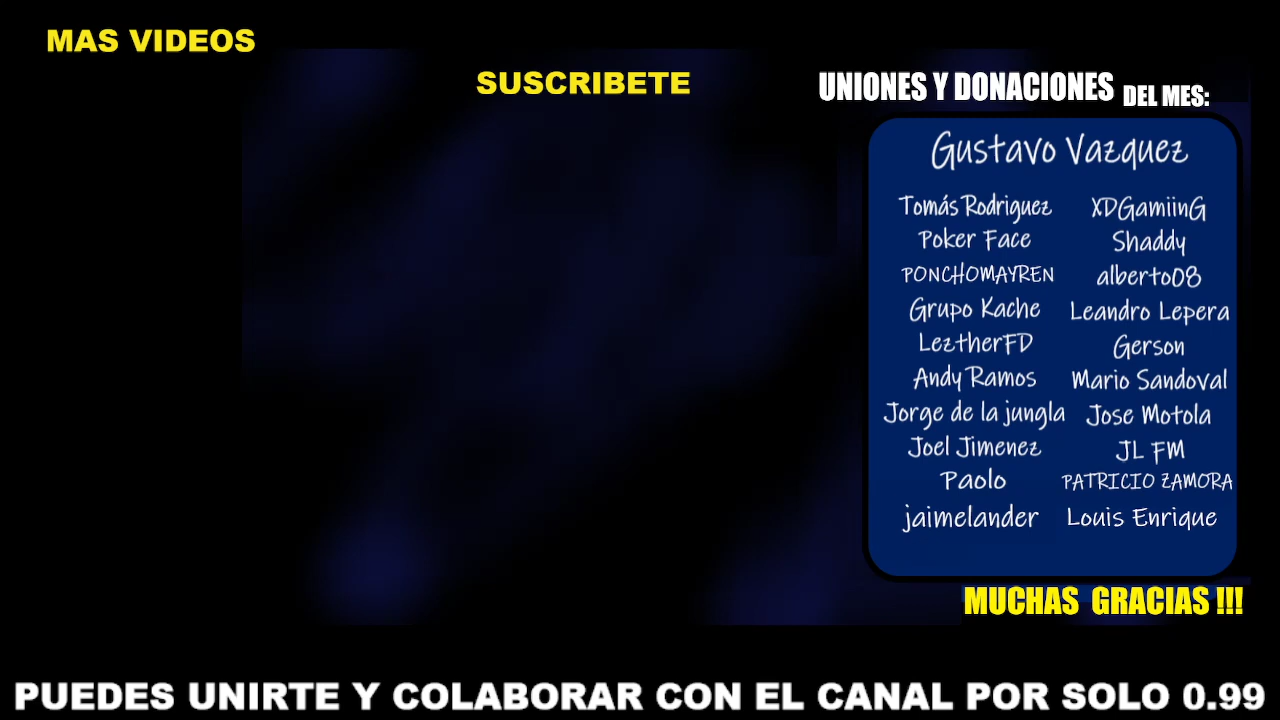 MAS VIDEOS
SUSCRIBETE
UNIONES Y DONACIONES DEL MES:
Gustavo Vazquez
Tomás Rodriguez XDGamiinG
Poker Face Shaddy
PONCHOMAYREN alberto08
Grupo Kache Leandro Lepera
LeztherFD Gerson
Andy Ramos Mario Sandoval
Jorge de la jungla Jose Motola
Joel Jimenez JL FM
Paolo PATRICIO ZAMORA
jaimelander Louis Enrique
MUCHAS GRACIAS !!!
PUEDES UNIRTE Y COLABORAR CON EL CANAL POR SOLO 0.99